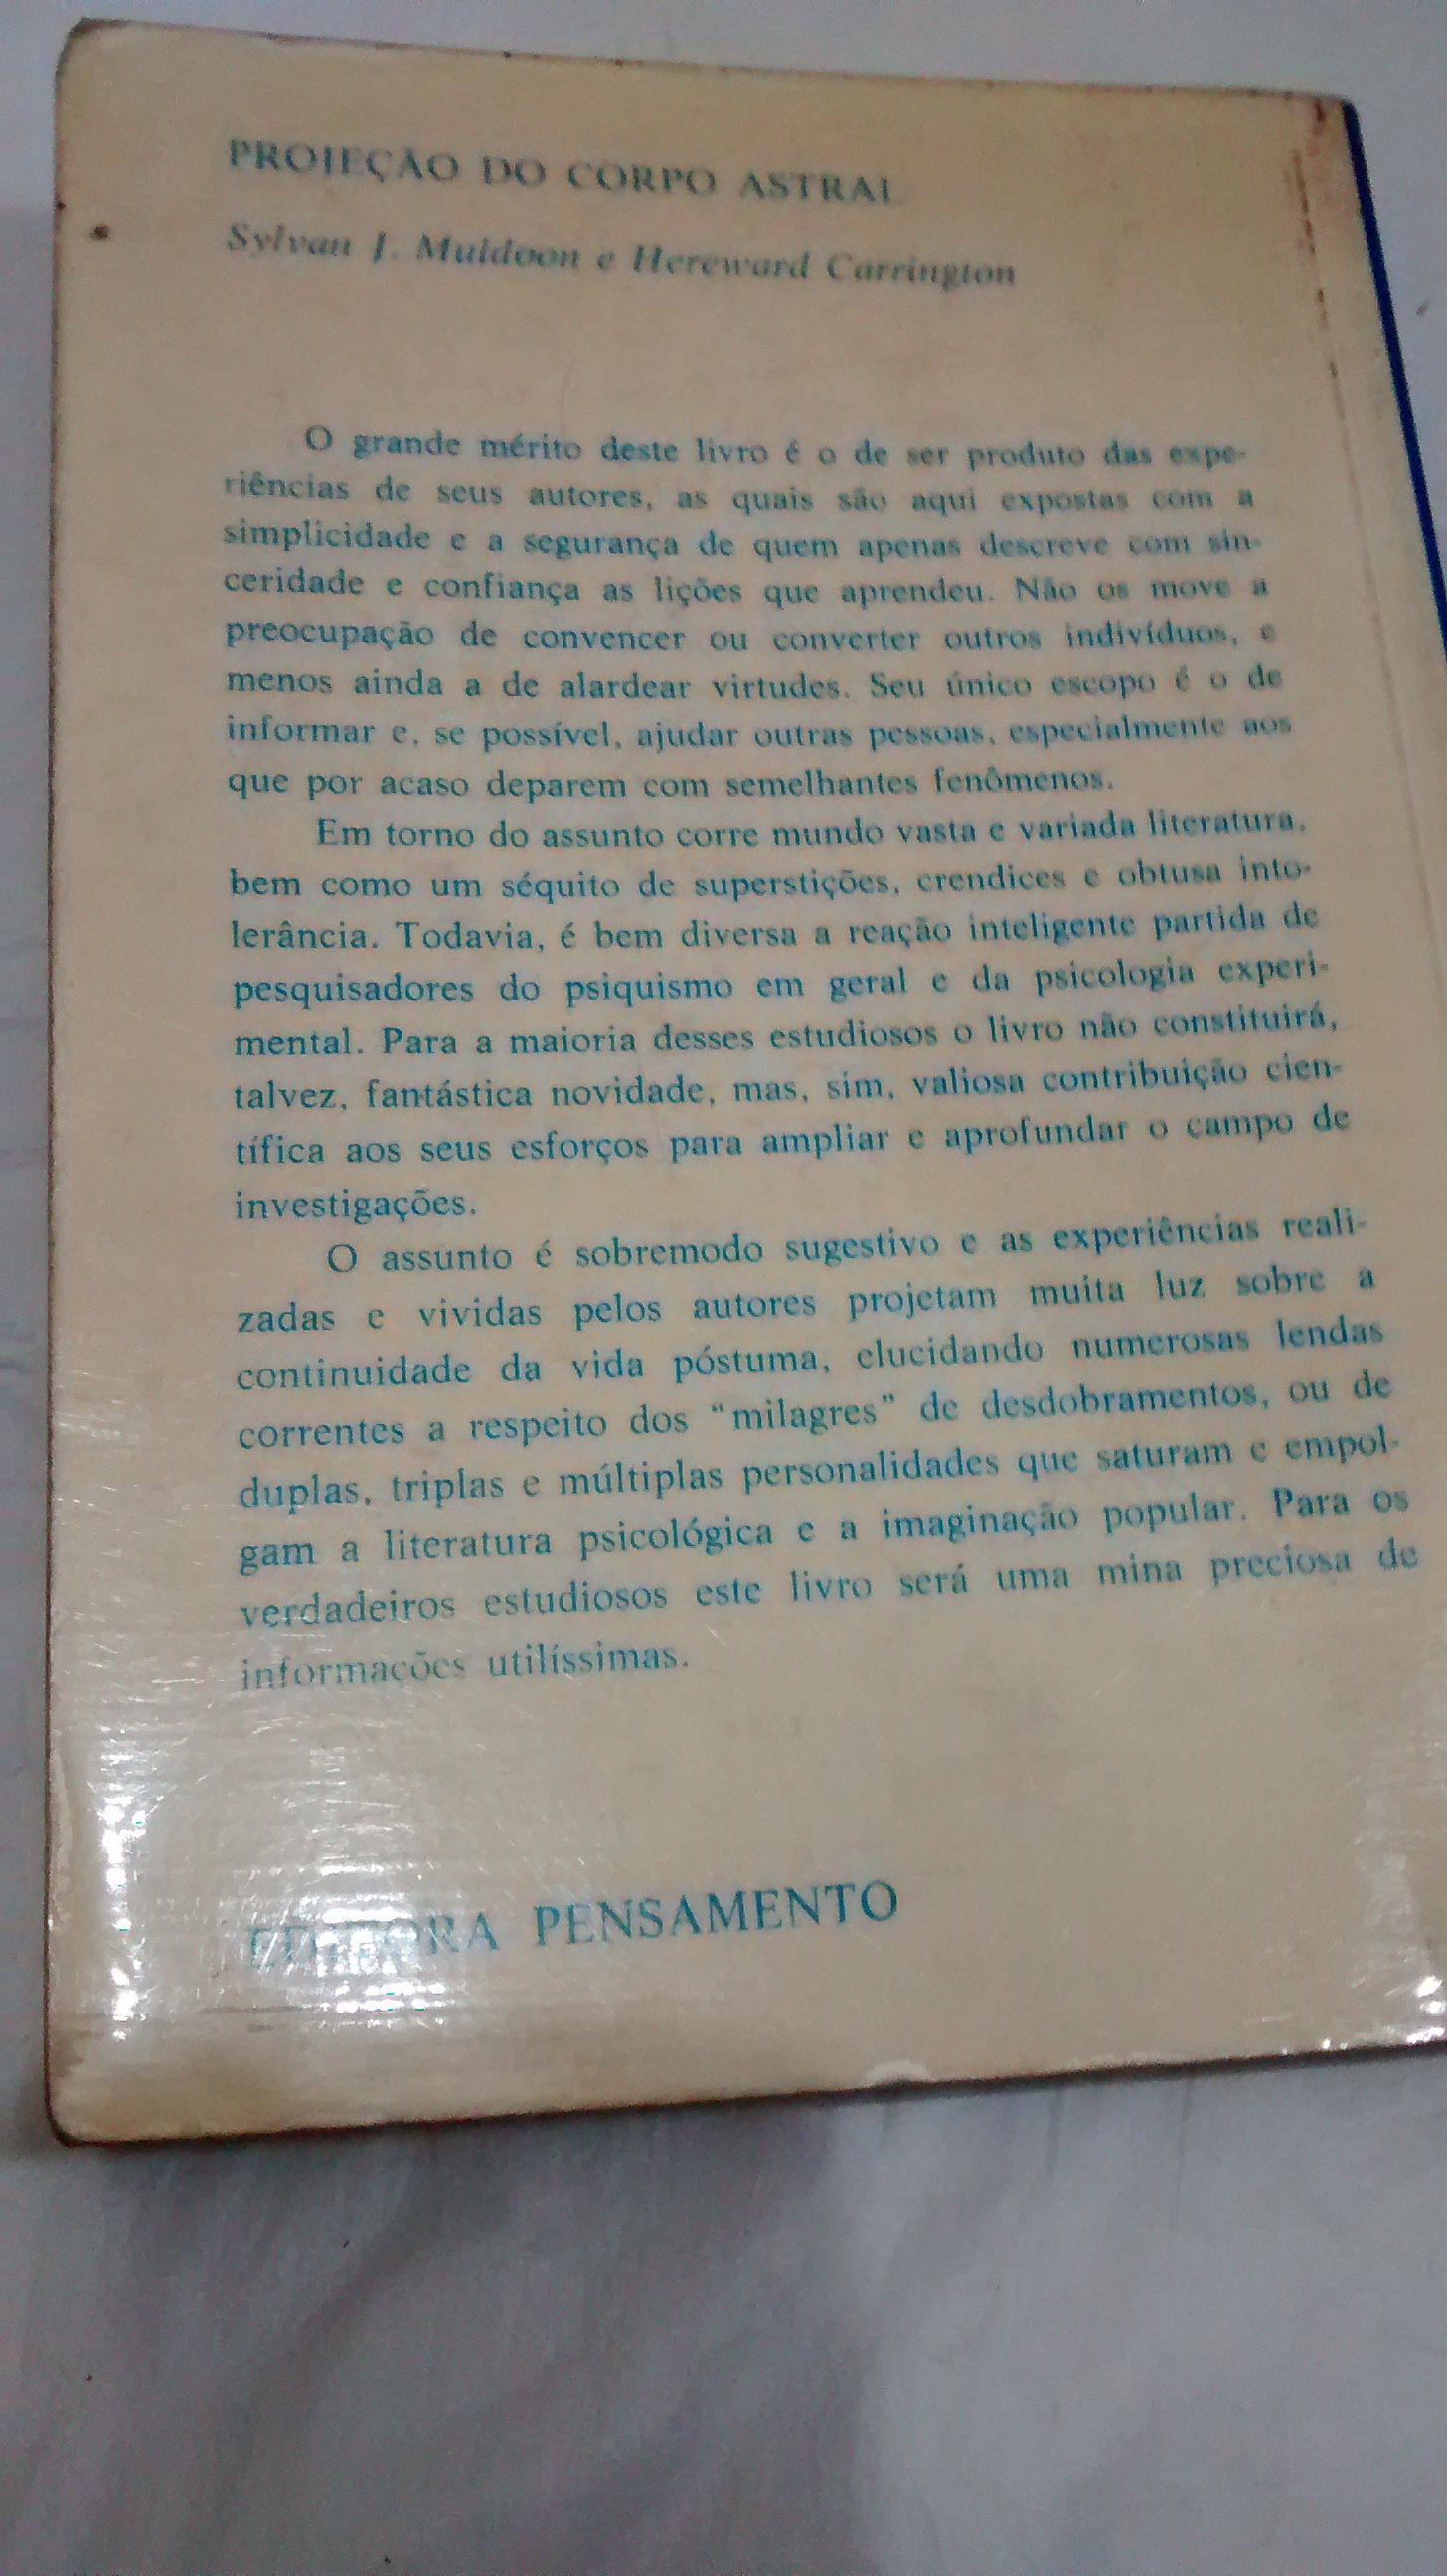 PROJEÇÃO DO CORPO ASTRAL
Sylvan J. Muldoon e Hereward Carrington
O grande mérito deste livro é o de ser produto das expe-
riências de seus autores, as quais são aqui expostas com a
simplicidade e a segurança de quem apenas descreve com sin-
ceridade e confiança as lições que aprendeu. Não os move a
preocupação de convencer ou converter outros indivíduos, e
menos ainda a de alardear virtudes. Seu único escopo é o de
informar e, se possível, ajudar outras pessoas, especialmente aos
que por acaso deparem com semelhantes fenômenos.
Em torno do assunto corre mundo vasta e variada literatura,
bem como um séquito de superstições, crendices e obtusa into-
lerância. Todavia, é bem diversa a reação inteligente partida de
pesquisadores do psiquismo em geral e da psicologia experi-
mental. Para a maioria desses estudiosos o livro não constituirá,
talvez, fantástica novidade, mas, sim, valiosa contribuição cien-
tífica aos seus esforços para ampliar e aprofundar o campo de
investigações.
O assunto é sobremodo sugestivo e as experiências reali-
zadas e vividas pelos autores projetam muita luz sobre a
continuidade da vida póstuma, elucidando numerosas lendas
correntes a respeito dos "milagres" de desdobramentos, ou de
duplas, triplas e múltiplas personalidades que saturam e empol-
gam a literatura psicológica e a imaginação popular. Para os
verdadeiros estudiosos este livro será uma mina preciosa de
informações utilíssimas.
EDITORA PENSAMENTO